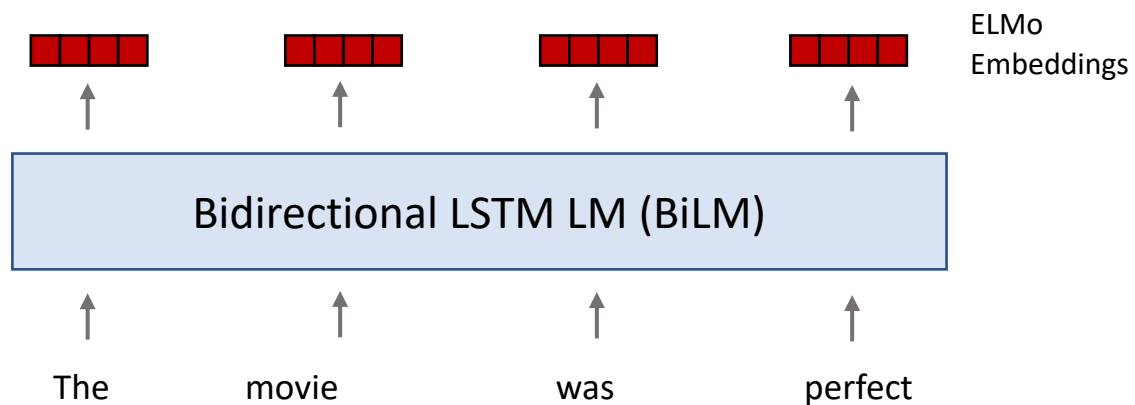 ELMo
Embeddings
Bidirectional LSTM LM (BiLM)
The movie was perfect